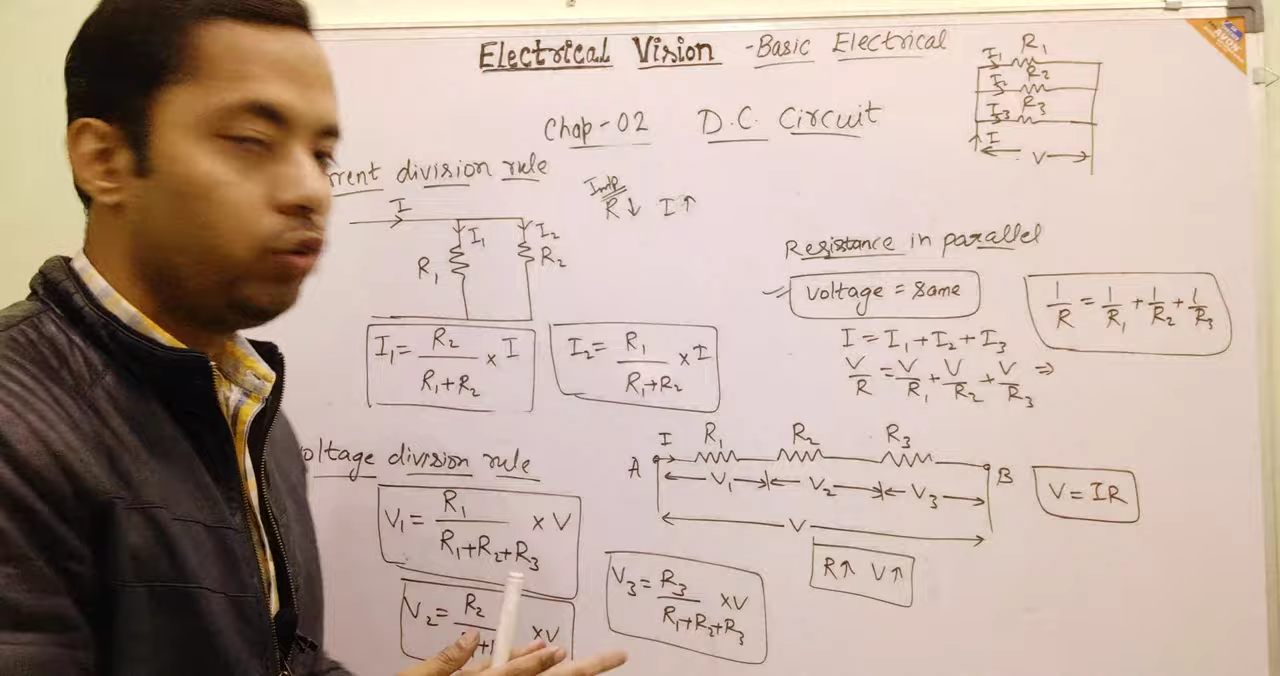 Electrical Vision - Basic Electrical
Chap-02 D.C. Circuit
I₁ R₁
I₂ R₂
I₃ R₃
I
V
rrent division rule
I
R↓ I↑
I₁ I₂
R₁ R₂
I₁ = R₂ / R₁+R₂ × I
I₂ = R₁ / R₁+R₂ × I
Resistance in parallel
Voltage = Same
1/R = 1/R₁ + 1/R₂ + 1/R₃
I = I₁+I₂+I₃
V/R = V/R₁ + V/R₂ + V/R₃ ⇒
oltage division rule
V₁ = R₁ / R₁+R₂+R₃ × V
V₂ = R₂ / ×V
V₃ = R₃ / R₁+R₂+R₃ ×V
I R₁ R₂ R₃
A B
V₁ V₂ V₃
V
V = IR
R↑ V↑